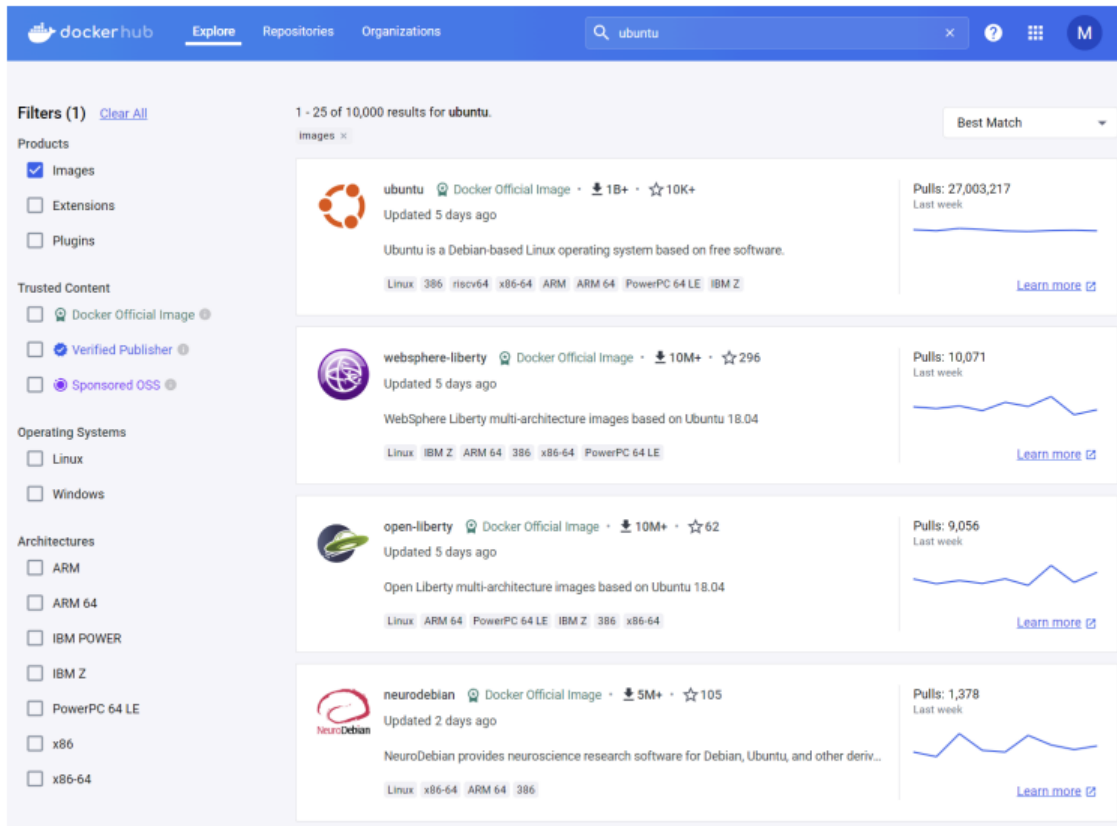 dockerhub Explore Repositories Organizations ubuntu × ? M
Filters (1) Clear All
Products
Images
Extensions
Plugins
Trusted Content
Docker Official Image
Verified Publisher
Sponsored OSS
Operating Systems
Linux
Windows
Architectures
ARM
ARM 64
IBM POWER
IBM Z
PowerPC 64 LE
x86
x86-64
1 - 25 of 10,000 results for ubuntu.
images ×
Best Match
ubuntu Docker Official Image · 1B+ · 10K+
Updated 5 days ago
Ubuntu is a Debian-based Linux operating system based on free software.
Linux 386 riscv64 x86-64 ARM ARM 64 PowerPC 64 LE IBM Z
Pulls: 27,003,217
Last week
Learn more
websphere-liberty Docker Official Image · 10M+ · 296
Updated 5 days ago
WebSphere Liberty multi-architecture images based on Ubuntu 18.04
Linux IBM Z ARM 64 386 x86-64 PowerPC 64 LE
Pulls: 10,071
Last week
Learn more
open-liberty Docker Official Image · 10M+ · 62
Updated 5 days ago
Open Liberty multi-architecture images based on Ubuntu 18.04
Linux ARM 64 PowerPC 64 LE IBM Z 386 x86-64
Pulls: 9,056
Last week
Learn more
NeuroDebian
neurodebian Docker Official Image · 5M+ · 105
Updated 2 days ago
NeuroDebian provides neuroscience research software for Debian, Ubuntu, and other deriv...
Linux x86-64 ARM 64 386
Pulls: 1,378
Last week
Learn more